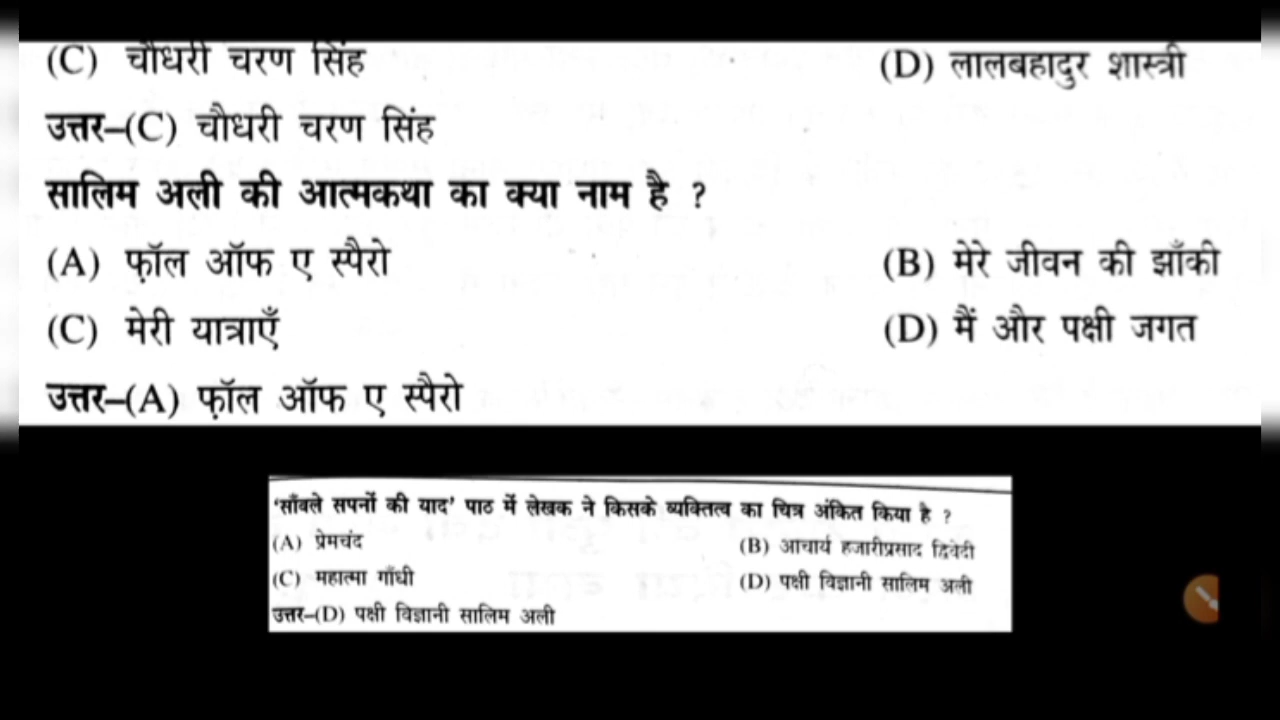 (C) चौधरी चरण सिंह (D) लालबहादुर शास्त्री
उत्तर–(C) चौधरी चरण सिंह
सालिम अली की आत्मकथा का क्या नाम है ?
(A) फ़ॉल ऑफ ए स्पैरो (B) मेरे जीवन की झाँकी
(C) मेरी यात्राएँ (D) मैं और पक्षी जगत
उत्तर–(A) फ़ॉल ऑफ ए स्पैरो
‘साँवले सपनों की याद’ पाठ में लेखक ने किसके व्यक्तित्व का चित्र अंकित किया है ?
(A) प्रेमचंद (B) आचार्य हजारीप्रसाद द्विवेदी
(C) महात्मा गाँधी (D) पक्षी विज्ञानी सालिम अली
उत्तर–(D) पक्षी विज्ञानी सालिम अली